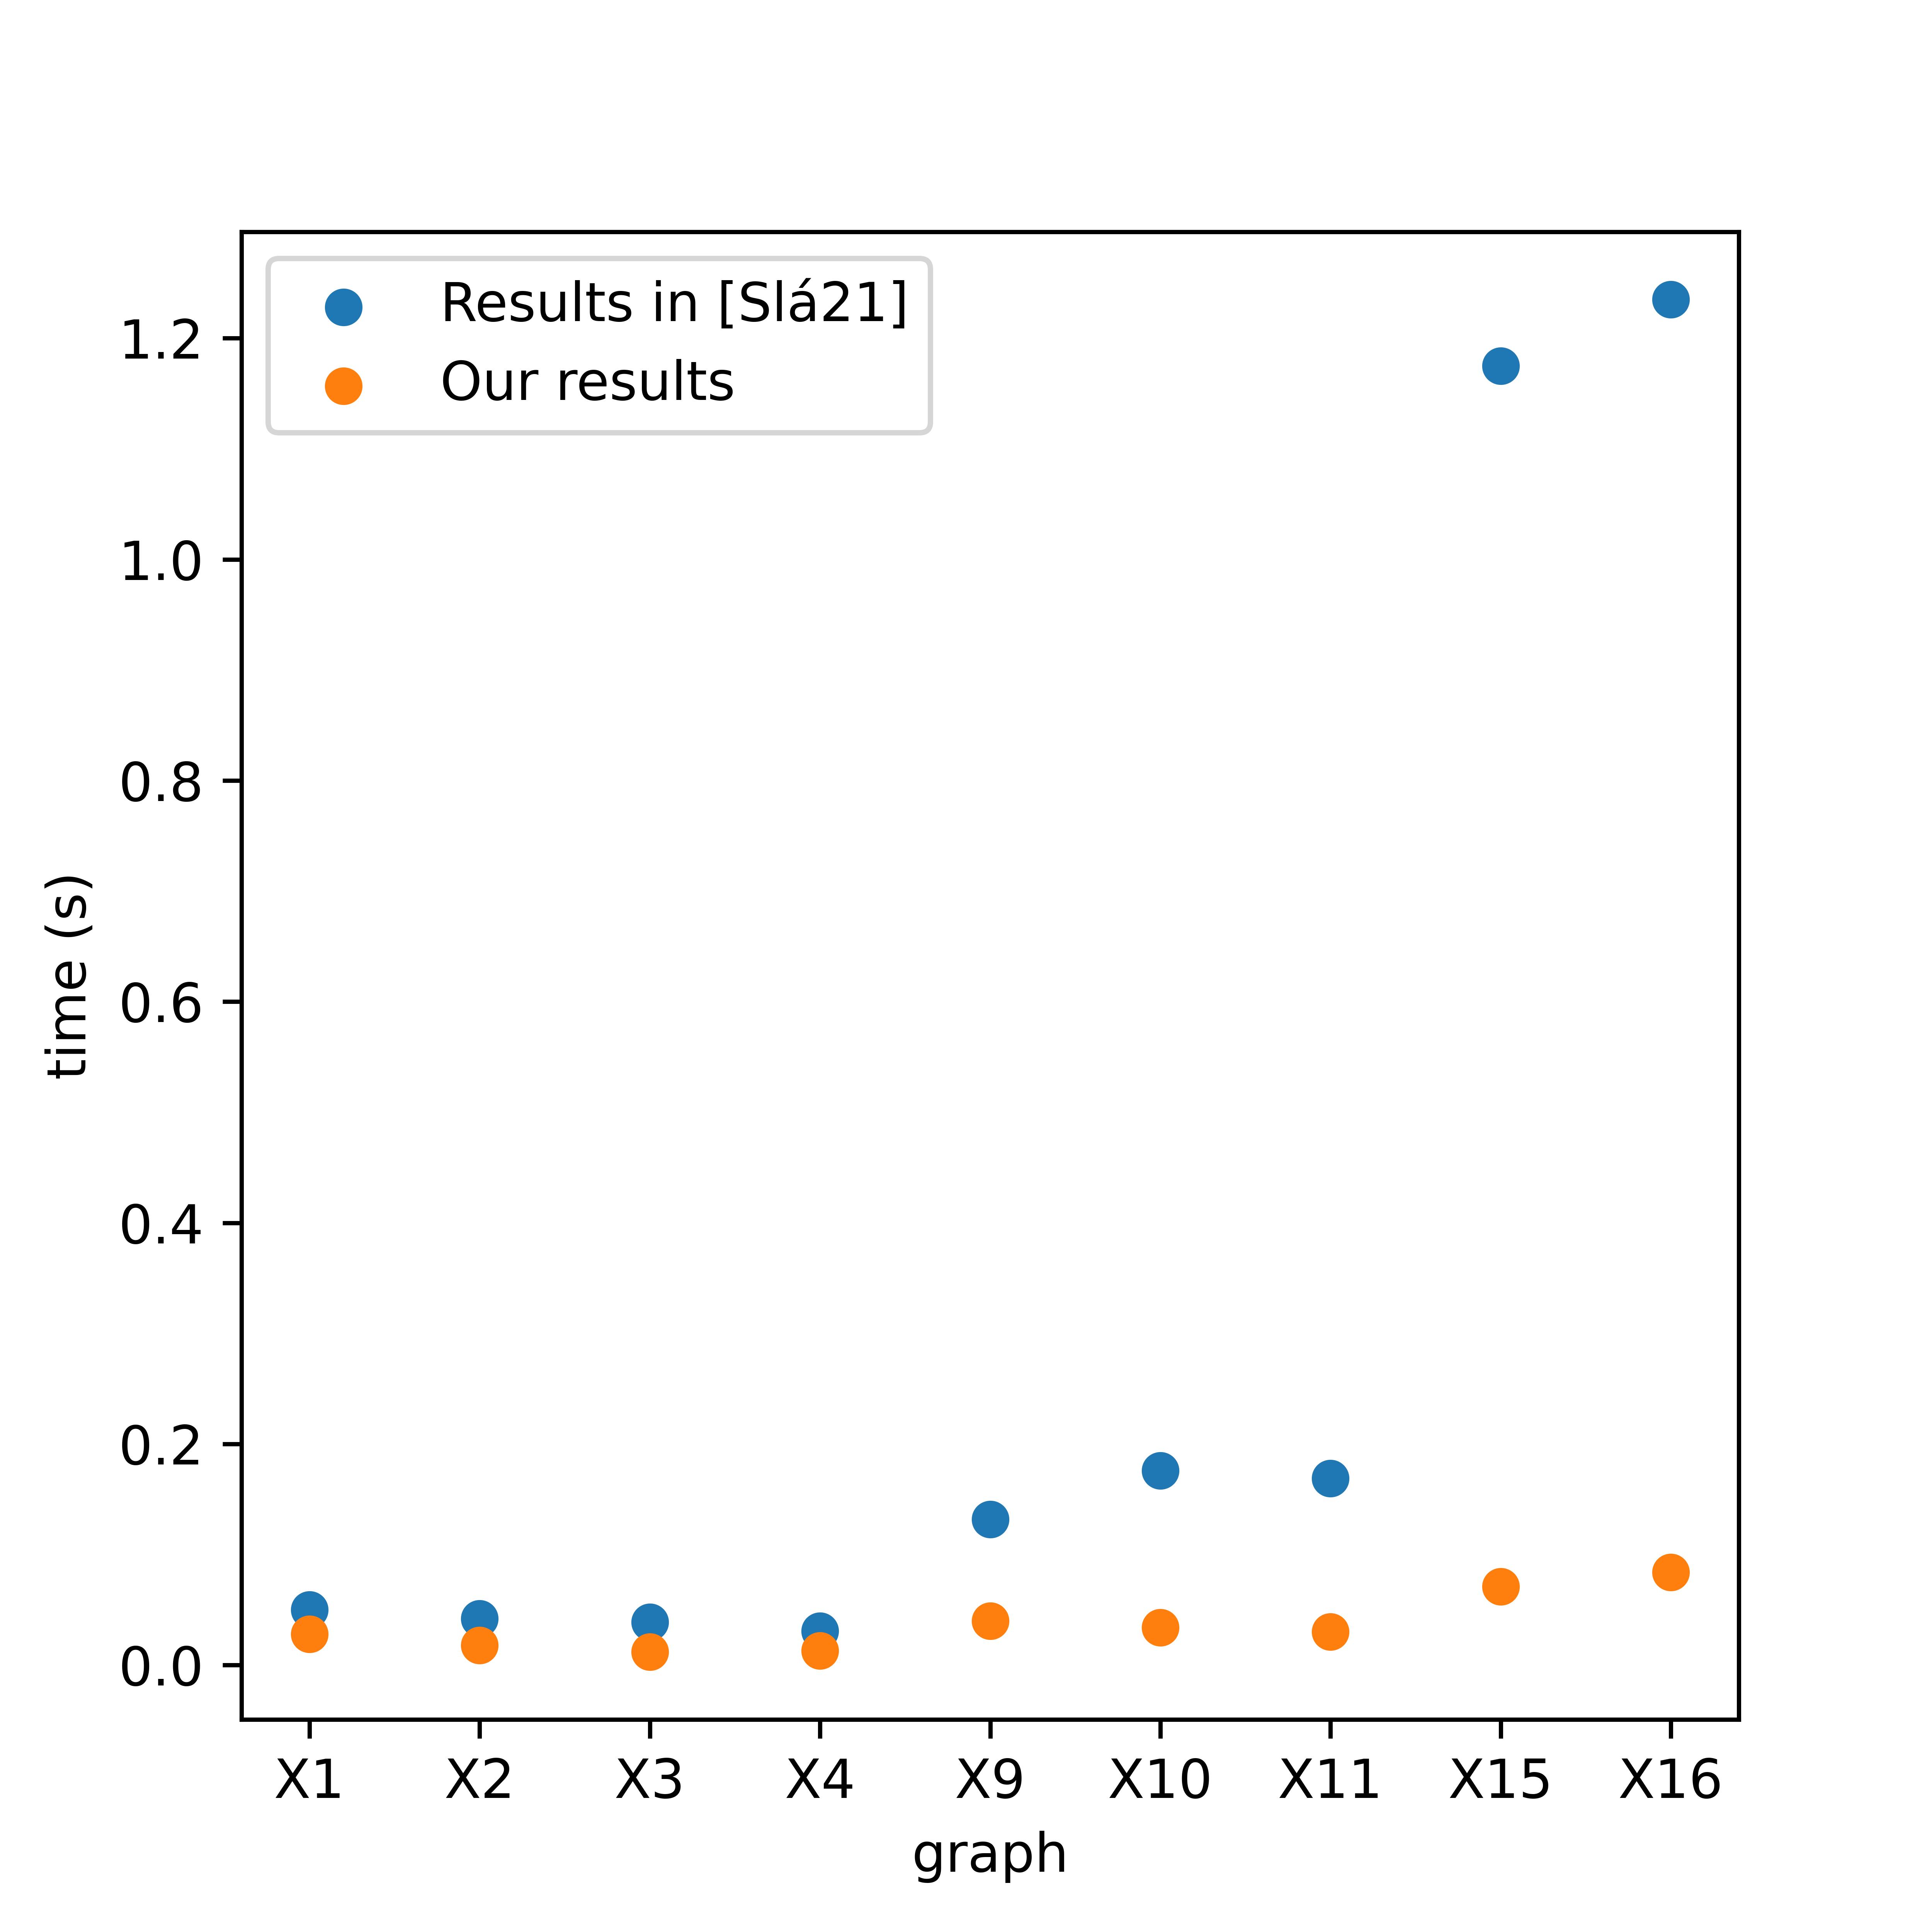 Results in [Slá21]
Our results
1.2
1.0
0.8
0.6
0.4
0.2
0.0
time (s)
X1 X2 X3 X4 X9 X10 X11 X15 X16
graph